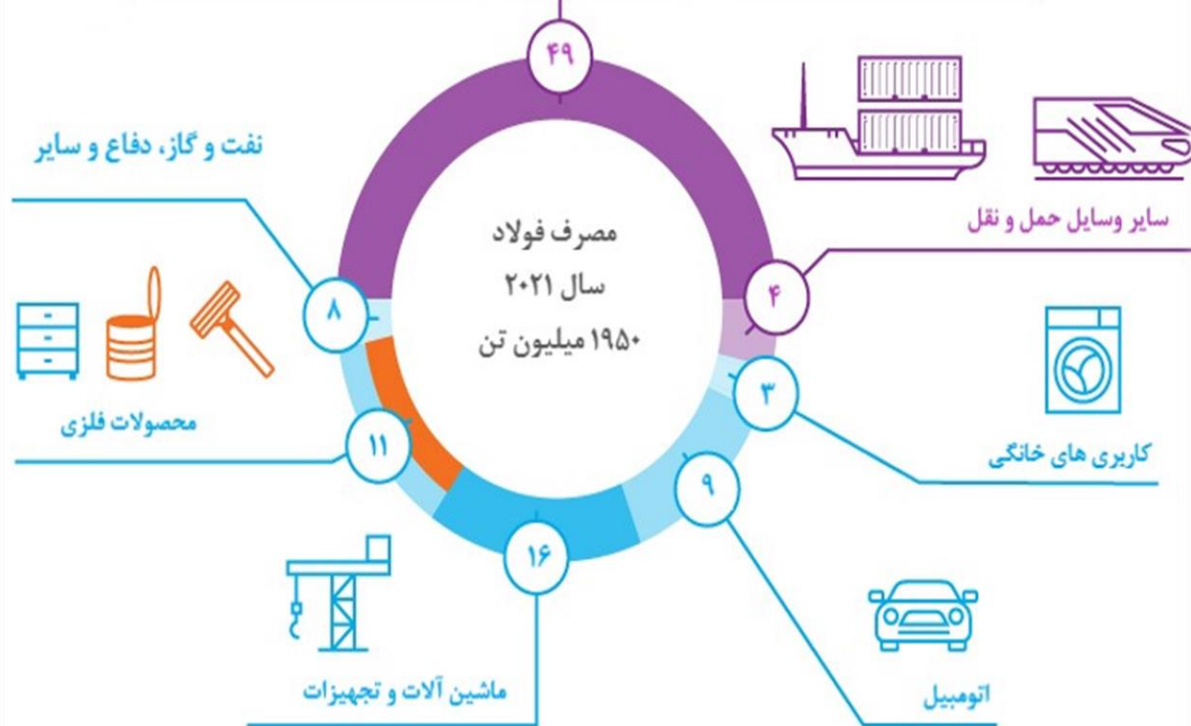 ۴۹
نفت و گاز، دفاع و سایر
سایر وسایل حمل و نقل
مصرف فولاد
سال ۲۰۲۱
۱۹۵۰ میلیون تن
۴
۸
۳
محصولات فلزی
۱۱
کاربری های خانگی
۹
۱۶
ماشین آلات و تجهیزات
اتومبیل